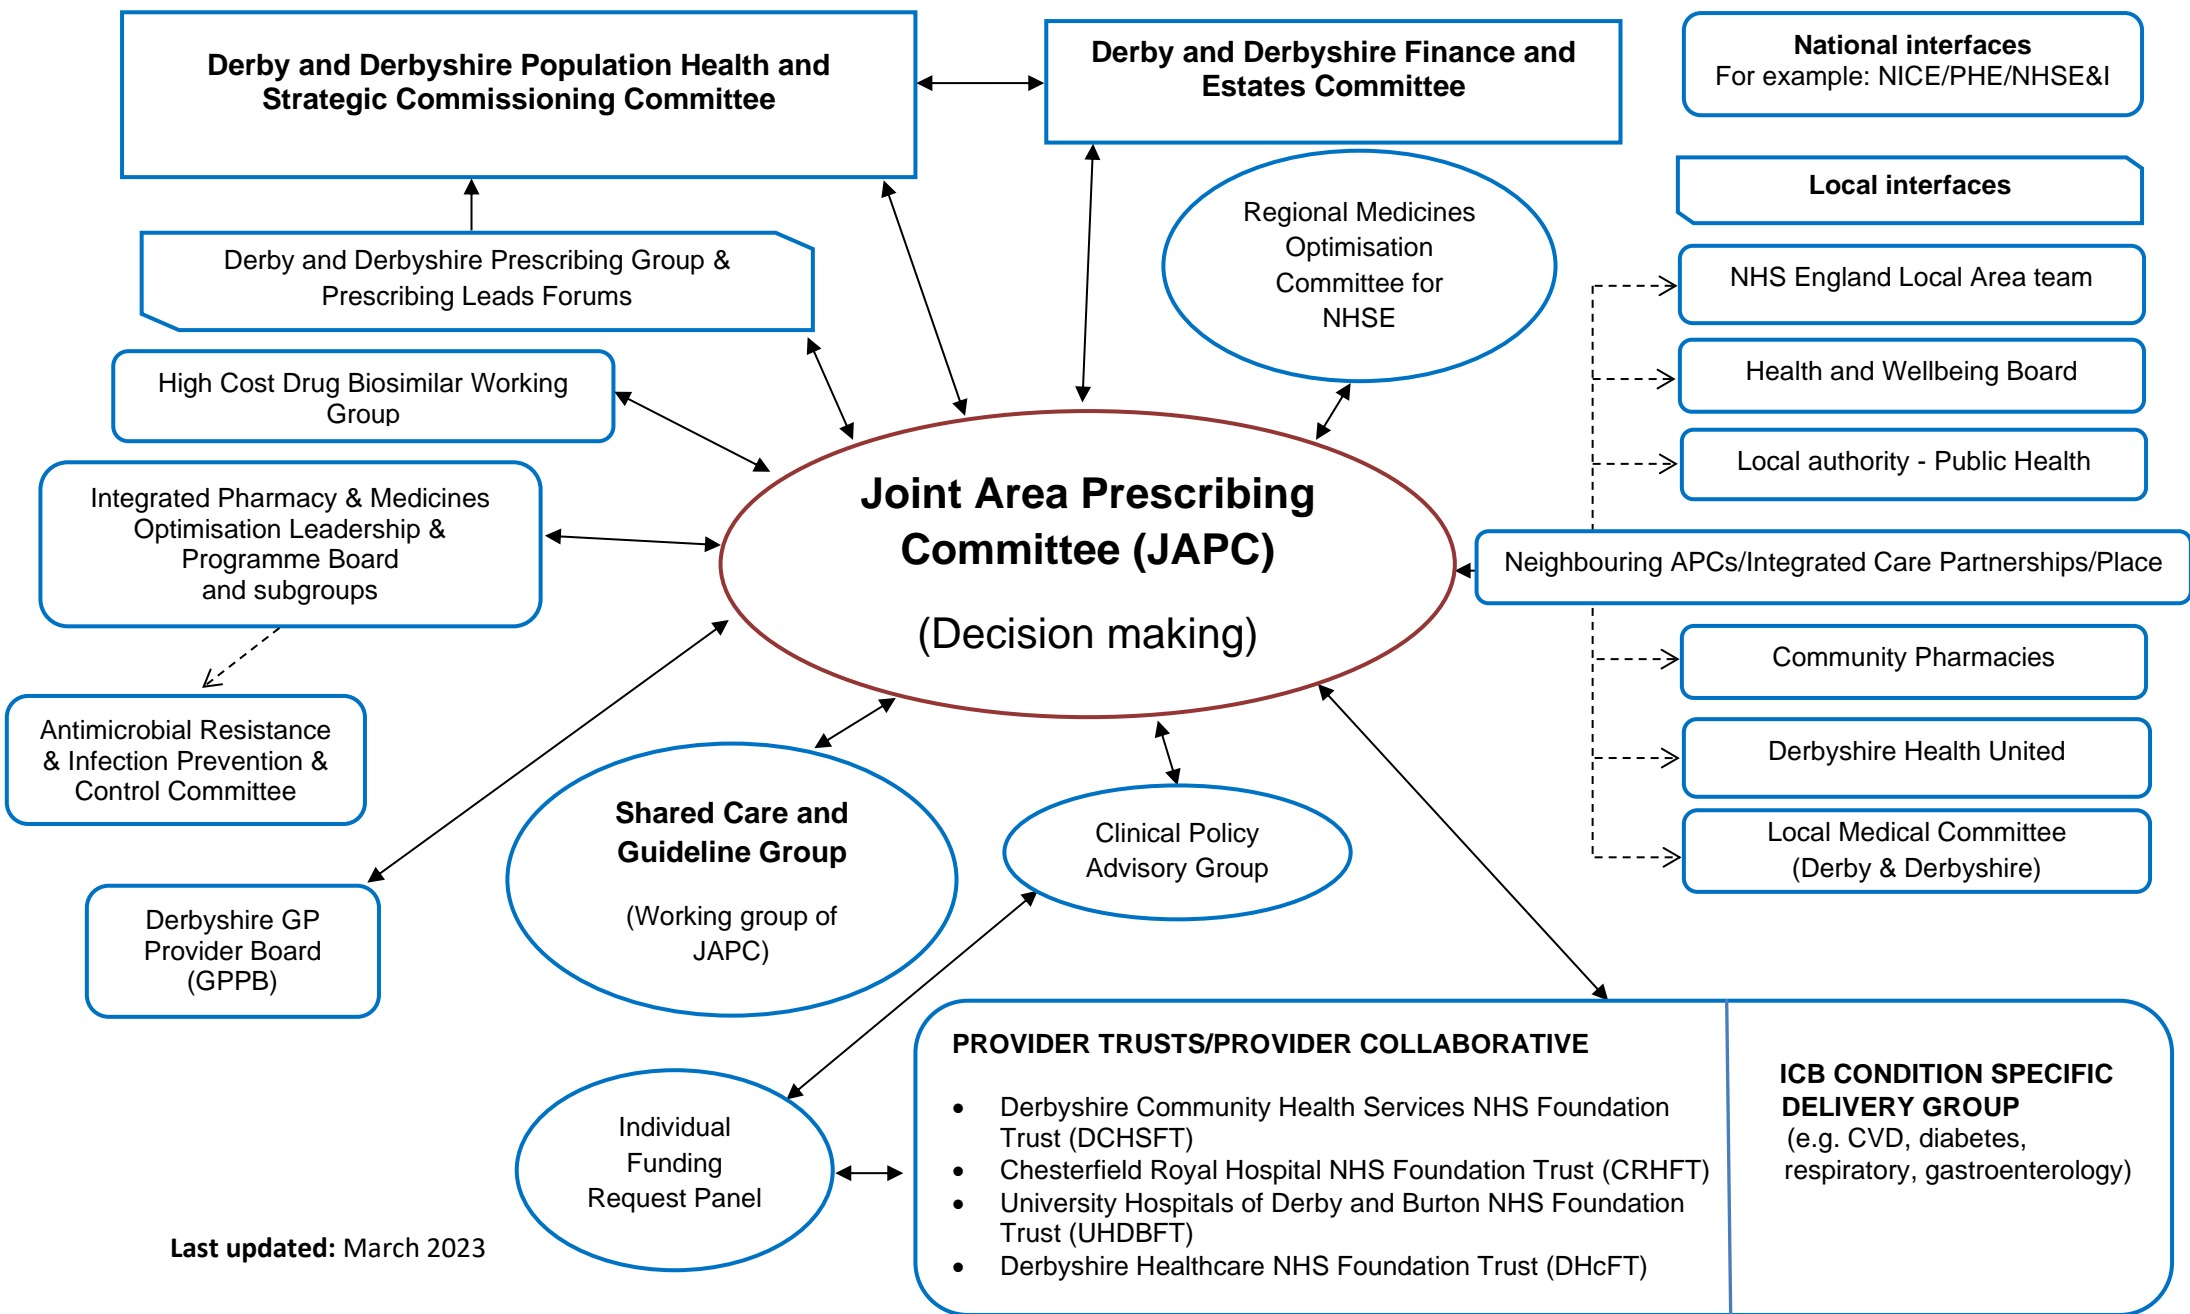 Derby and Derbyshire Population Health and
Strategic Commissioning Committee
Derby and Derbyshire Finance and
Estates Committee
National interfaces
For example: NICE/PHE/NHSE&I
Local interfaces
Derby and Derbyshire Prescribing Group &
Prescribing Leads Forums
Regional Medicines
Optimisation
Committee for
NHSE
NHS England Local Area team
High Cost Drug Biosimilar Working
Group
Health and Wellbeing Board
Local authority - Public Health
Integrated Pharmacy & Medicines
Optimisation Leadership &
Programme Board
and subgroups
Joint Area Prescribing
Committee (JAPC)
(Decision making)
Neighbouring APCs/Integrated Care Partnerships/Place
Community Pharmacies
Antimicrobial Resistance
& Infection Prevention &
Control Committee
Derbyshire Health United
Shared Care and
Guideline Group
(Working group of
JAPC)
Clinical Policy
Advisory Group
Local Medical Committee
(Derby & Derbyshire)
Derbyshire GP
Provider Board
(GPPB)
PROVIDER TRUSTS/PROVIDER COLLABORATIVE
• Derbyshire Community Health Services NHS Foundation
Trust (DCHSFT)
• Chesterfield Royal Hospital NHS Foundation Trust (CRHFT)
• University Hospitals of Derby and Burton NHS Foundation
Trust (UHDBFT)
• Derbyshire Healthcare NHS Foundation Trust (DHcFT)
ICB CONDITION SPECIFIC
DELIVERY GROUP
(e.g. CVD, diabetes,
respiratory, gastroenterology)
Individual
Funding
Request Panel
Last updated: March 2023